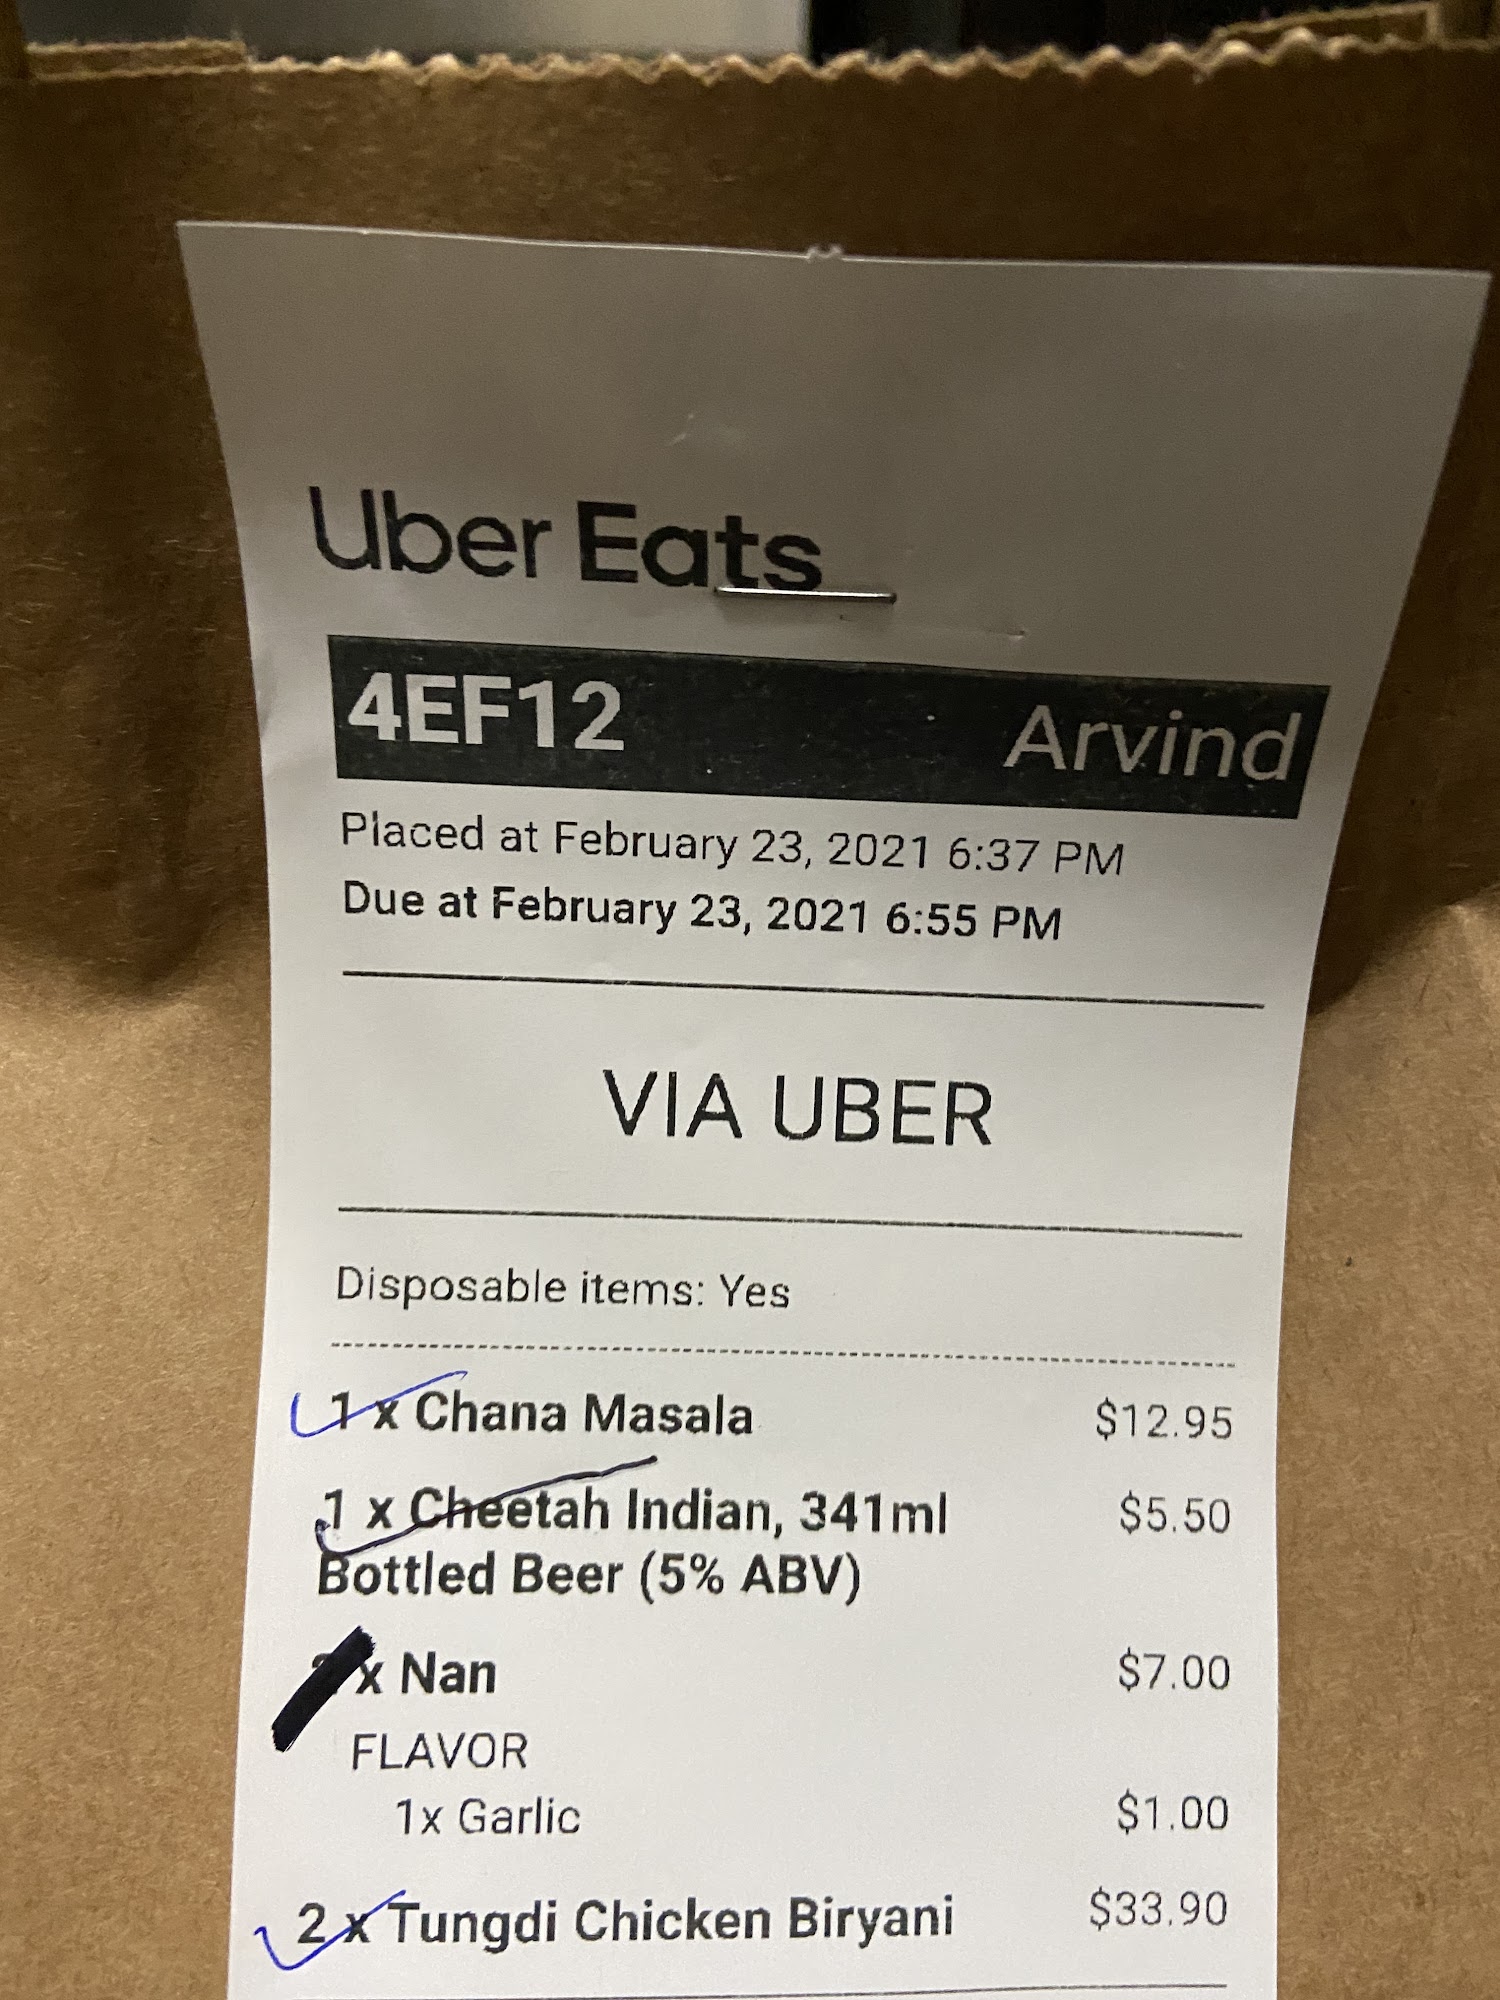 Uber Eats
4EF12 Arvind
Placed at February 23, 2021 6:37 PM
Due at February 23, 2021 6:55 PM
VIA UBER
Disposable items: Yes
1 x Chana Masala $12.95
1 x Cheetah Indian, 341ml $5.50
Bottled Beer (5% ABV)
x Nan $7.00
FLAVOR
1x Garlic $1.00
2 x Tungdi Chicken Biryani $33.90